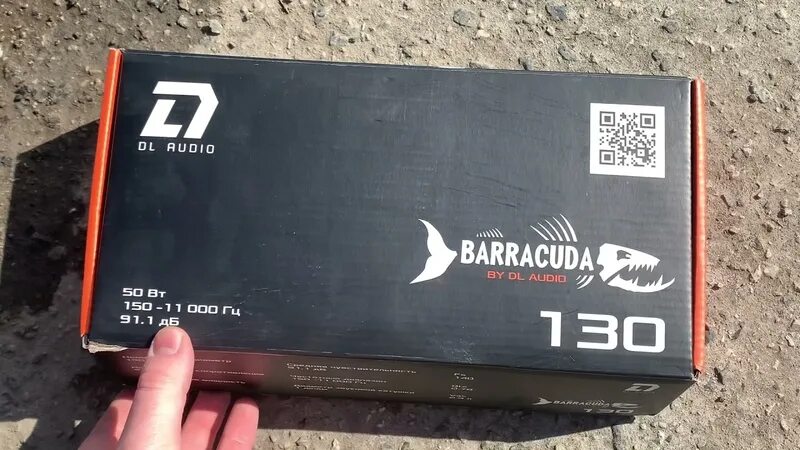 DL AUDIO
BARRACUDA
BY DL AUDIO
50 Вт
150 -11 000 Гц
91.1 дБ
130
BARRACUDA
130